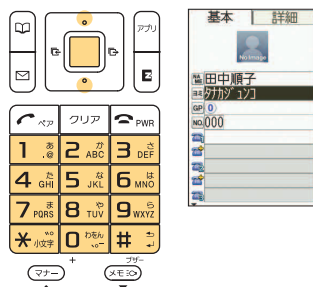 アプリ
ペア クリア PWR
1 あ .@ 2 か ABC 3 さ DEF
4 た GHI 5 な JKL 6 は MNO
7 ま PQRS 8 や TUV 9 ら WXYZ
* 小文字 0 わをん 、。- #
+ ブザー
マナー メモ
基本 詳細
No Image
田中順子
ﾀﾅｶｼﾞｭﾝｺ
GP 0
NO. 000